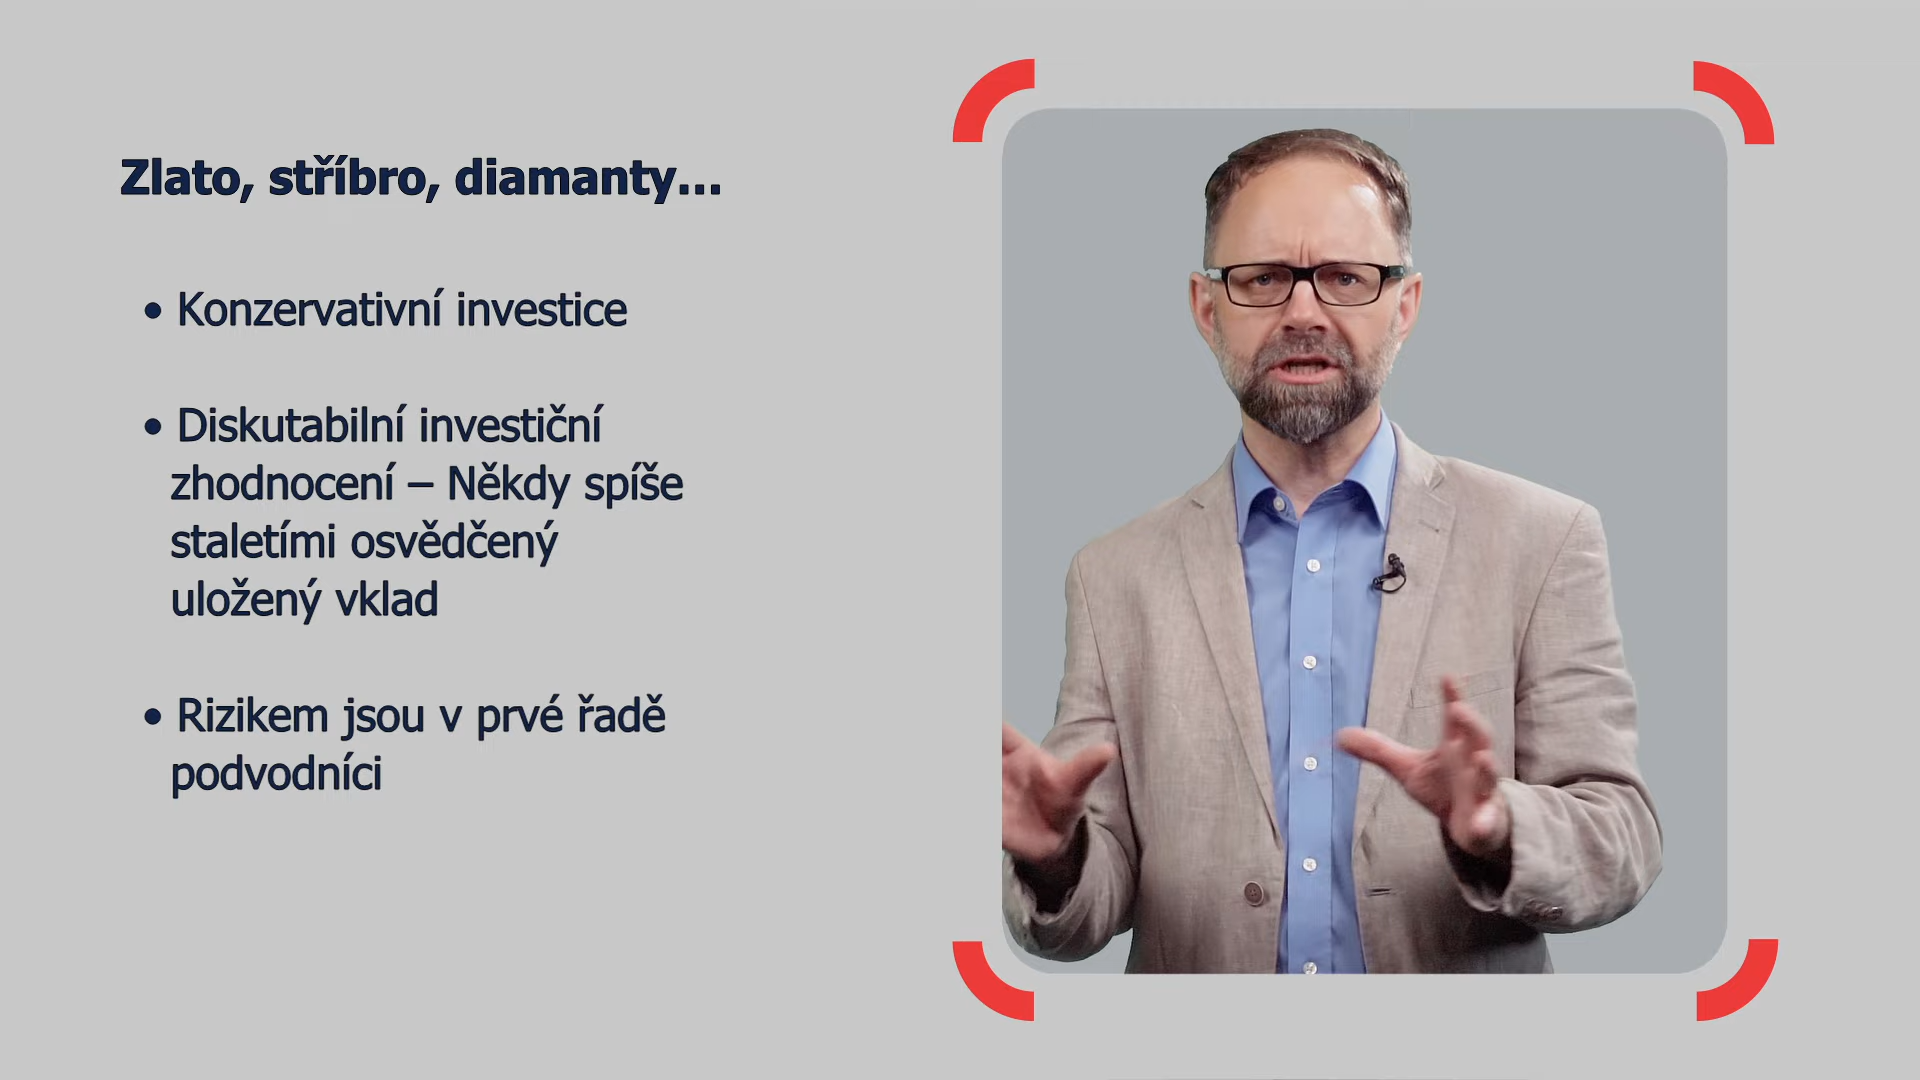 Zlato, stříbro, diamanty...
• Konzervativní investice
• Diskutabilní investiční
zhodnocení – Někdy spíše
staletími osvědčený
uložený vklad
• Rizikem jsou v prvé řadě
podvodníci